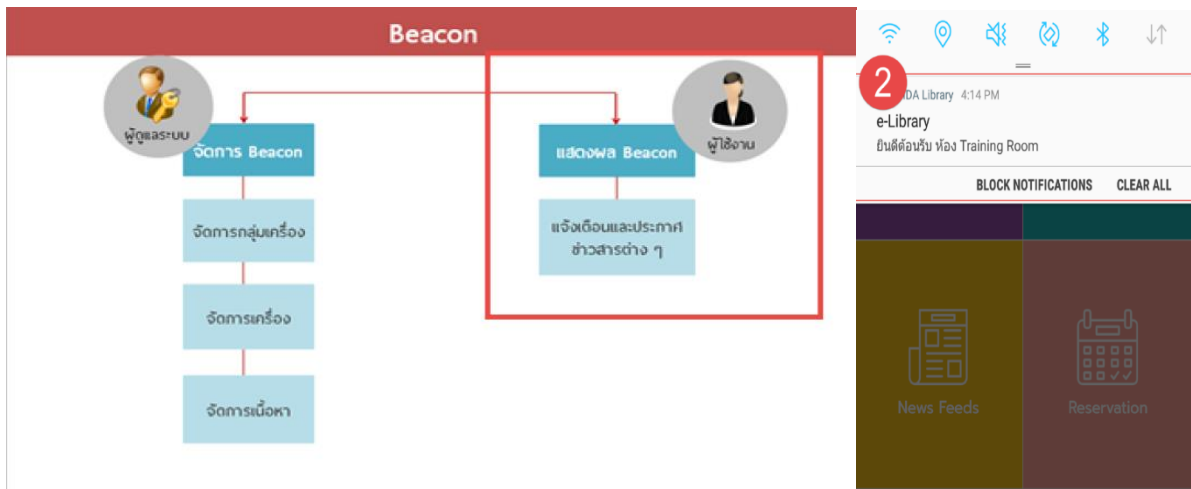 Beacon
ผู้ดูแลระบบ
จัดการ Beacon
จัดการกลุ่มเครื่อง
จัดการเครื่อง
จัดการเนื้อหา
ผู้ใช้งาน
แสดงผล Beacon
แจ้งเตือนและประกาศ
ข่าวสารต่าง ๆ
2
Library 4:14 PM
e-Library
ยินดีต้อนรับ ห้อง Training Room
BLOCK NOTIFICATIONS CLEAR ALL
News Feeds
Reservation